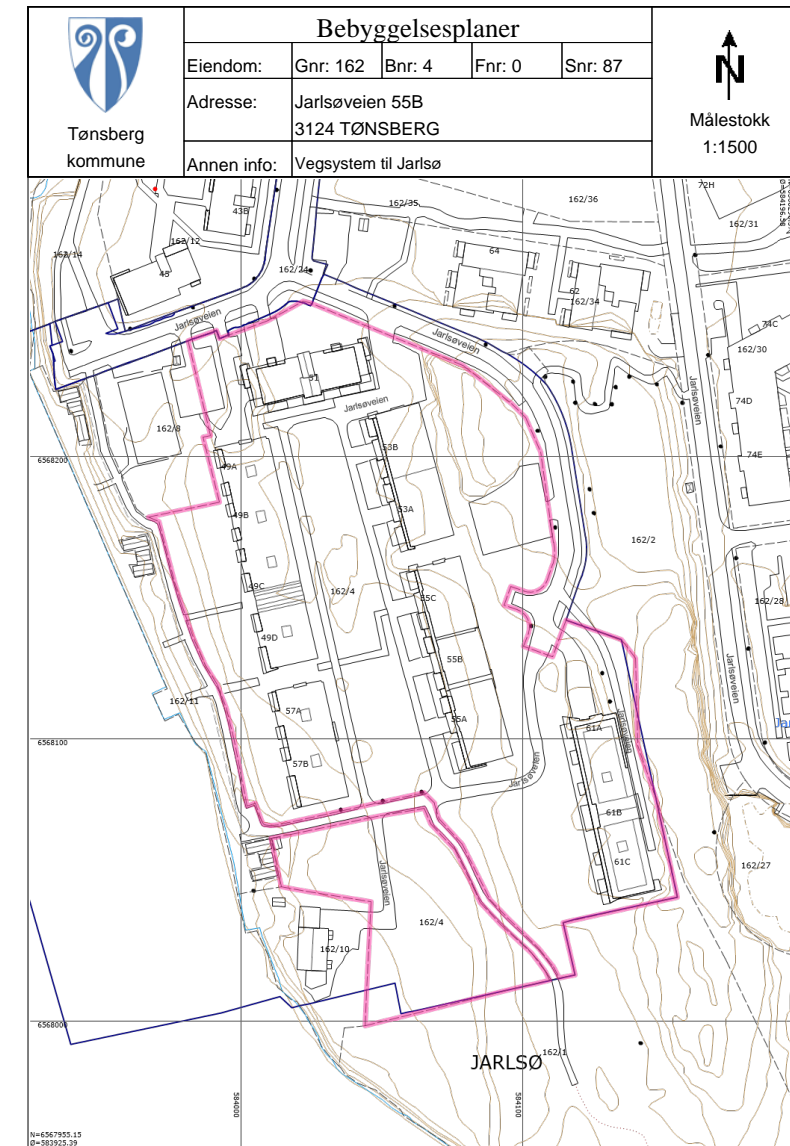 Bebyggelsesplaner
Eiendom: Gnr: 162 Bnr: 4 Fnr: 0 Snr: 87
Adresse: Jarlsøveien 55B
3124 TØNSBERG
Annen info: Vegsystem til Jarlsø
Tønsberg
kommune
N
Målestokk
1:1500
72H
43B
162/35
162/36
162/31
162/12
162/14
64
162/24
45
62
162/34
Jarlsøveien
Jarlsøveien
74C
162/30
51
Jarlsøveien
Jarlsøveien
74D
162/8
53B
74E
6568200
49A
53A
49B
162/2
49C
162/4
55C
162/28
49D
55B
Jarlsøveien
162/11
57A
55A
61A
Jarlsøveien
6568100
57B
Jarlsøveien
61B
61C
162/27
Jarlsøveien
162/4
162/10
6568000
JARLSØ
162/1
584000
584100
N=6567955.15
Ø=583925.39